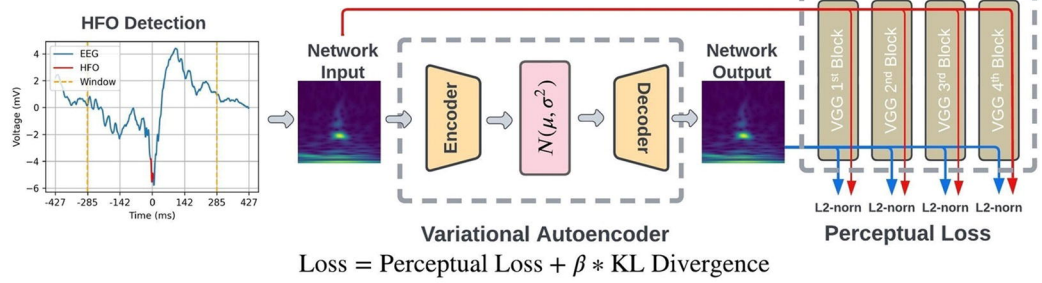 HFO Detection
EEG
HFO
Window
Voltage (mV)
4
2
0
-2
-4
-6
-427
-285
-142
0
142
285
427
Time (ms)
Network
Input
Encoder
N(μ, σ²)
Decoder
Variational Autoencoder
Network
Output
VGG 1st Block
VGG 2nd Block
VGG 3rd Block
VGG 4th Block
L2-norn
L2-norn
L2-norn
L2-norn
Perceptual Loss
Loss = Perceptual Loss + β ∗ KL Divergence